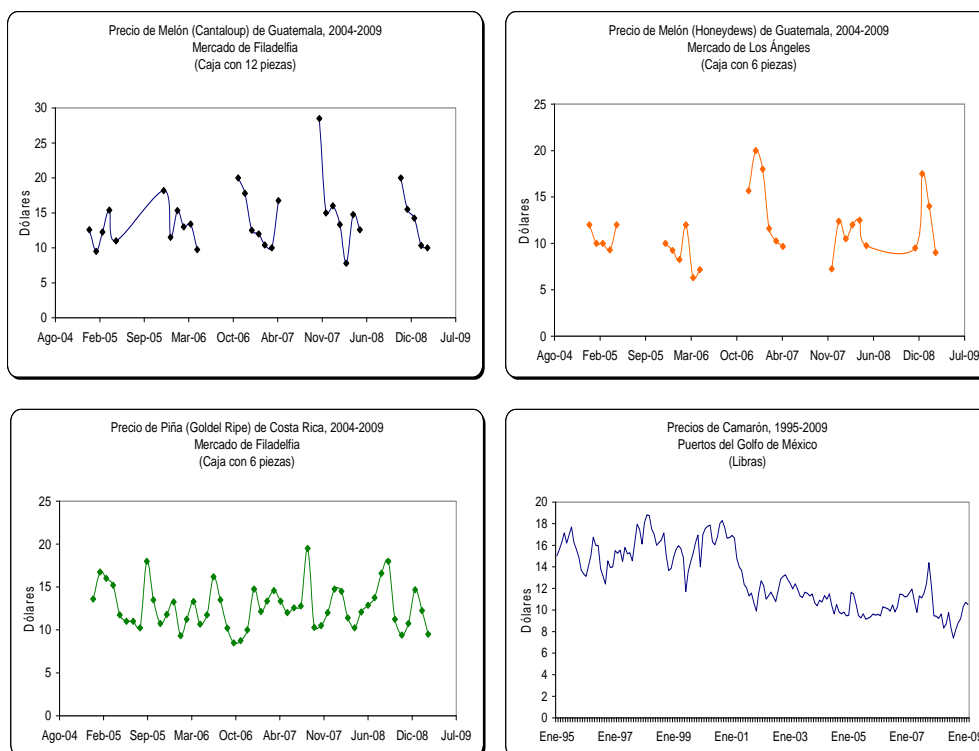 Precio de Melón (Cantaloup) de Guatemala, 2004-2009
Mercado de Filadelfia
(Caja con 12 piezas)
30
25
20
15
10
5
0
Dólares
Ago-04 Feb-05 Sep-05 Mar-06 Oct-06 Abr-07 Nov-07 Jun-08 Dic-08 Jul-09
Precio de Melón (Honeydews) de Guatemala, 2004-2009
Mercado de Los Ángeles
(Caja con 6 piezas)
25
20
15
10
5
0
Dólares
Ago-04 Feb-05 Sep-05 Mar-06 Oct-06 Abr-07 Nov-07 Jun-08 Dic-08 Jul-09
Precio de Piña (Goldel Ripe) de Costa Rica, 2004-2009
Mercado de Filadelfia
(Caja con 6 piezas)
25
20
15
10
5
0
Dólares
Ago-04 Feb-05 Sep-05 Mar-06 Oct-06 Abr-07 Nov-07 Jun-08 Dic-08 Jul-09
Precios de Camarón, 1995-2009
Puertos del Golfo de México
(Libras)
20
18
16
14
12
10
8
6
4
2
0
Dólares
Ene-95 Ene-97 Ene-99 Ene-01 Ene-03 Ene-05 Ene-07